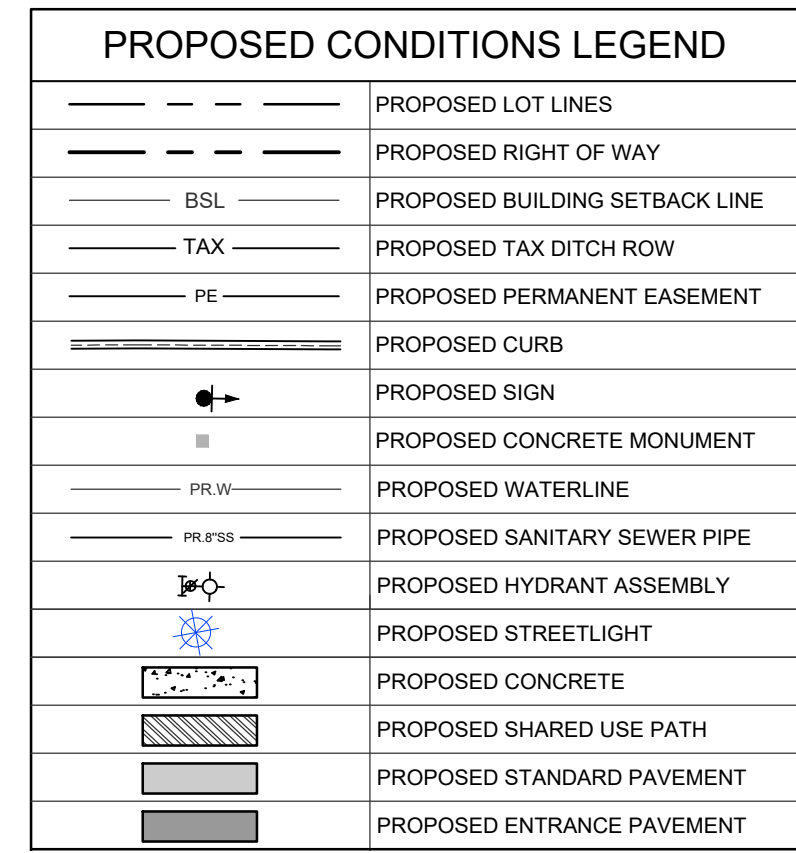 PROPOSED CONDITIONS LEGEND
PROPOSED LOT LINES
PROPOSED RIGHT OF WAY
BSL PROPOSED BUILDING SETBACK LINE
TAX PROPOSED TAX DITCH ROW
PE PROPOSED PERMANENT EASEMENT
PROPOSED CURB
PROPOSED SIGN
PROPOSED CONCRETE MONUMENT
PR.W PROPOSED WATERLINE
PR.8"SS PROPOSED SANITARY SEWER PIPE
PROPOSED HYDRANT ASSEMBLY
PROPOSED STREETLIGHT
PROPOSED CONCRETE
PROPOSED SHARED USE PATH
PROPOSED STANDARD PAVEMENT
PROPOSED ENTRANCE PAVEMENT